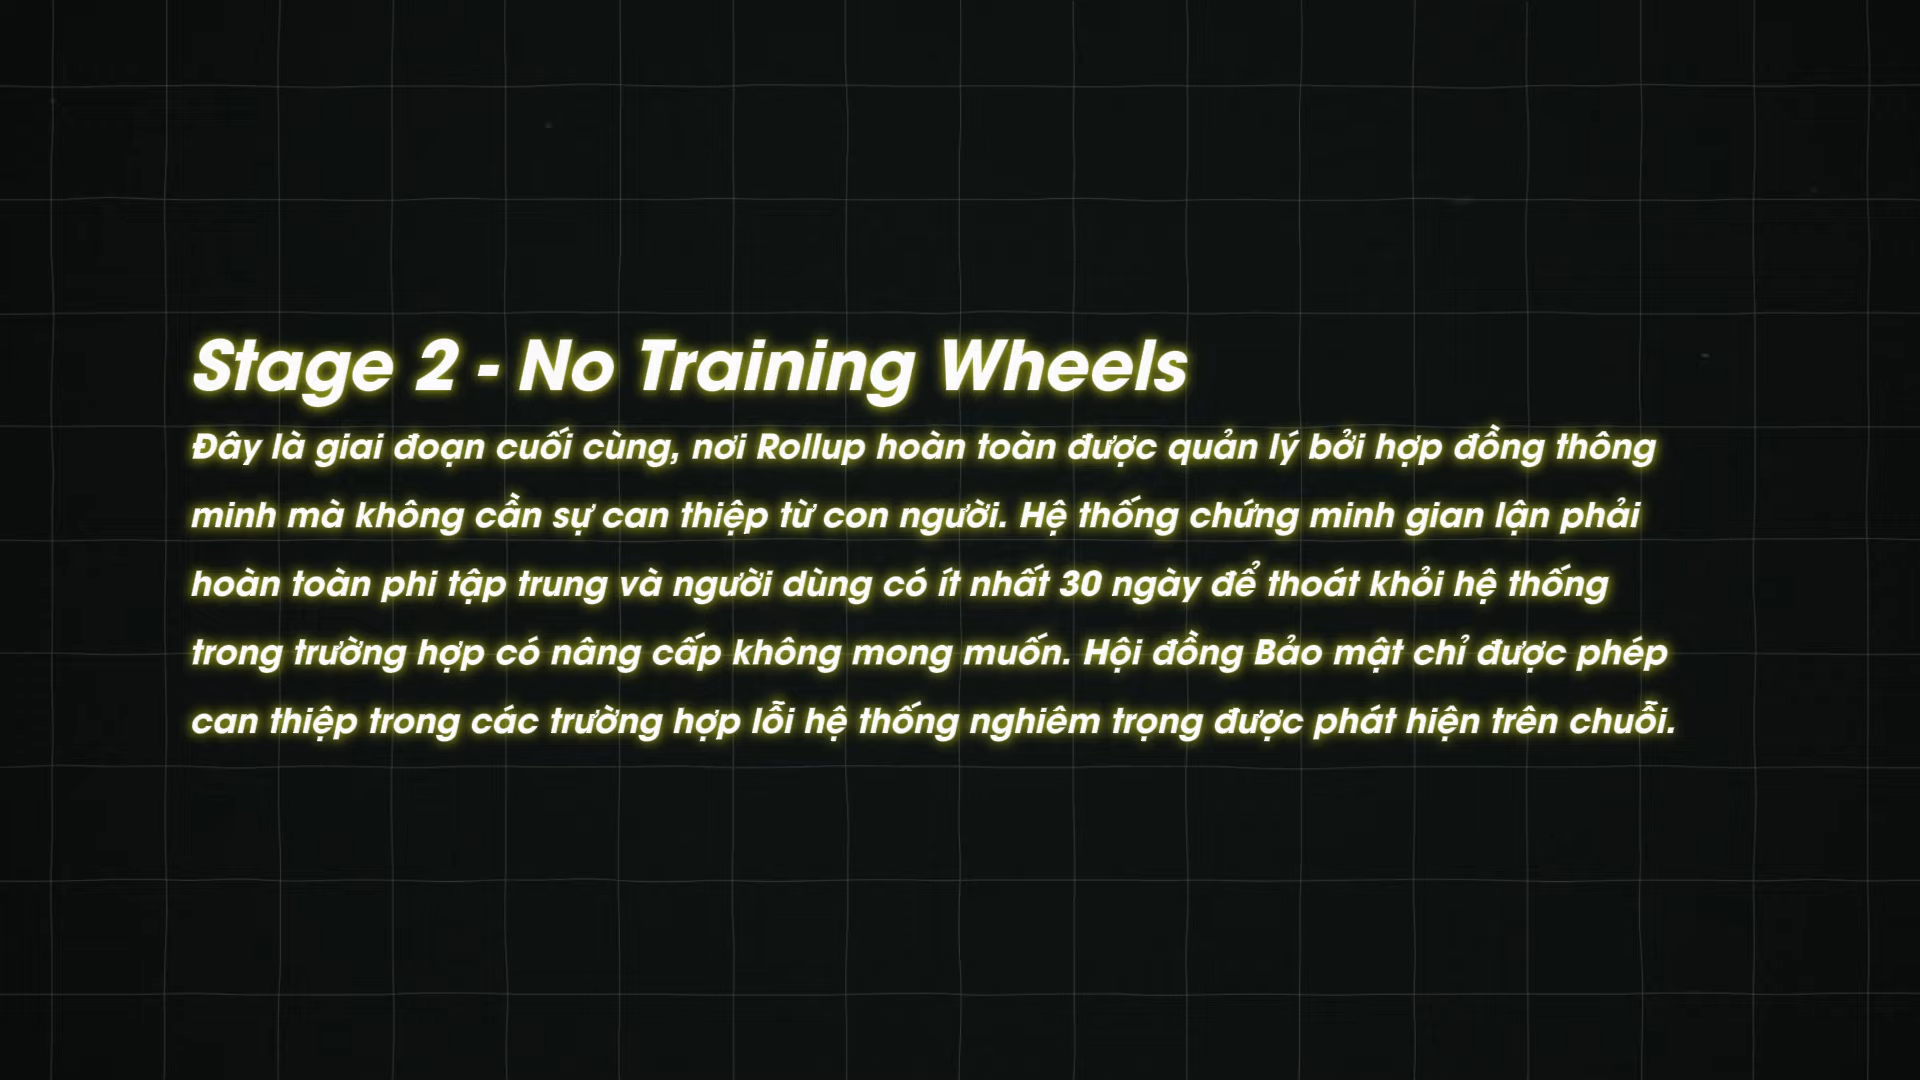 Stage 2 - No Training Wheels
Đây là giai đoạn cuối cùng, nơi Rollup hoàn toàn được quản lý bởi hợp đồng thông
minh mà không cần sự can thiệp từ con người. Hệ thống chứng minh gian lận phải
hoàn toàn phi tập trung và người dùng có ít nhất 30 ngày để thoát khỏi hệ thống
trong trường hợp có nâng cấp không mong muốn. Hội đồng Bảo mật chỉ được phép
can thiệp trong các trường hợp lỗi hệ thống nghiêm trọng được phát hiện trên chuỗi.